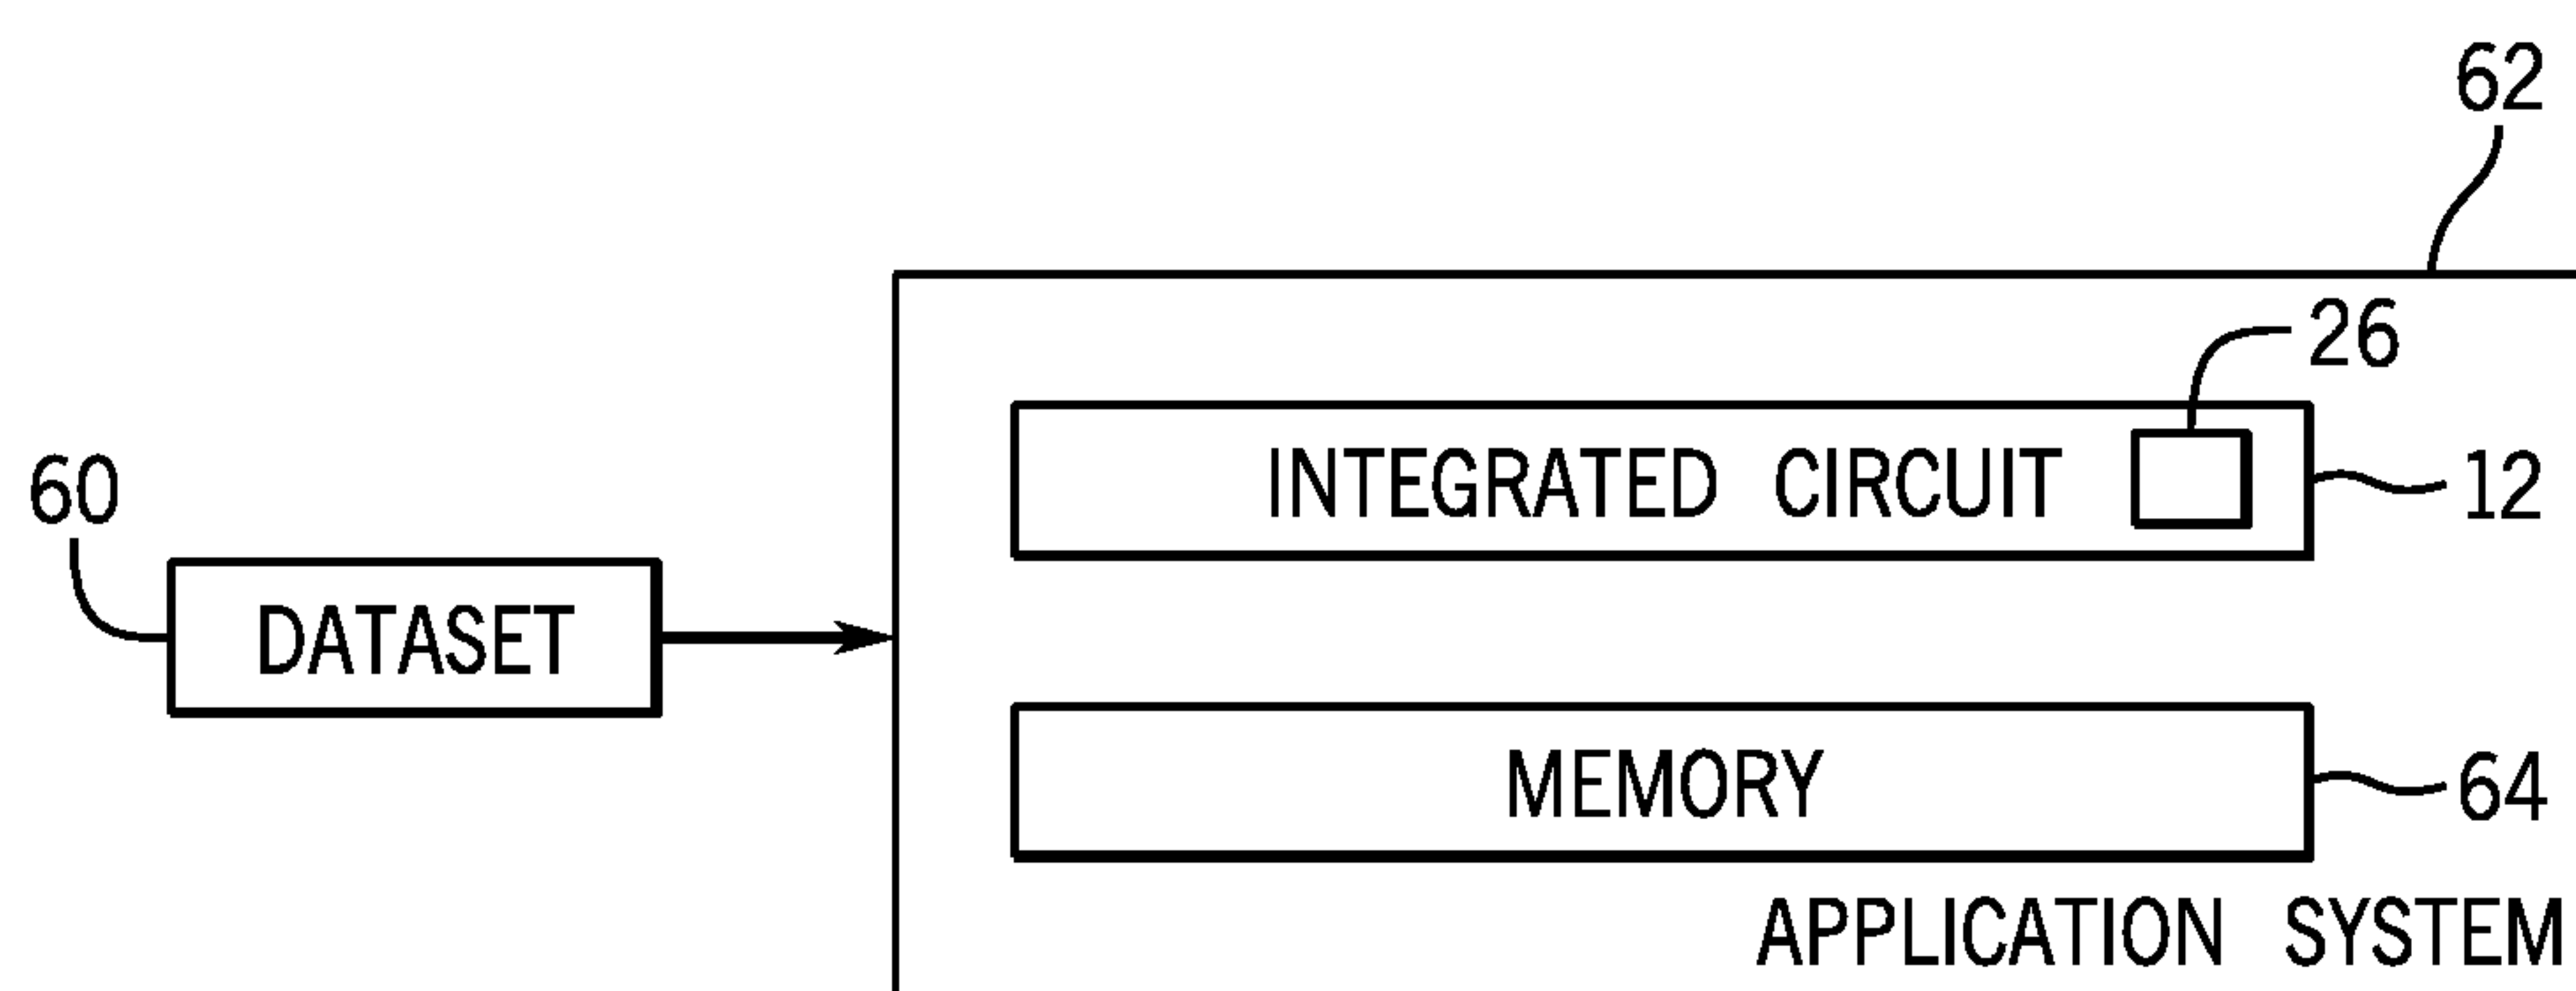 62
26
INTEGRATED CIRCUIT
12
60
DATASET
MEMORY
64
APPLICATION SYSTEM